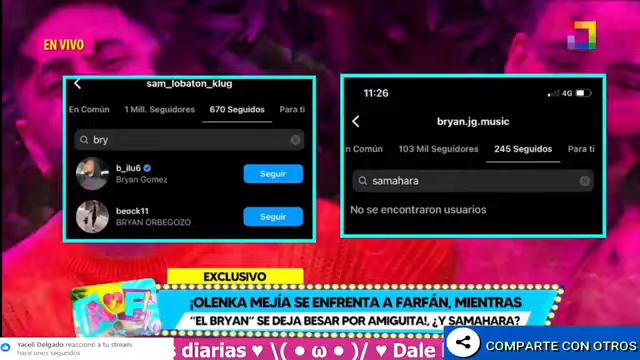 EN VIVO
sam_lobaton_klug
En Común 1 Mill. Seguidores 670 Seguidos Para ti
bry
b_ilu6
Bryan Gomez
Seguir
beock11
BRYAN ORBEGOZO
Seguir
11:26
4G
bryan.jg.music
n Común 103 Mil Seguidores 245 Seguidos Para ti
samahara
No se encontraron usuarios
EXCLUSIVO
¡OLENKA MEJÍA SE ENFRENTA A FARFÁN, MIENTRAS
“EL BRYAN” SE DEJA BESAR POR AMIGUITA!, ¿Y SAMAHARA?
Yaceli Delgado reaccionó a tu stream
hacir unos segundos
s diarias ♥ \( • ω • )/ ♥ Dale
COMPARTE CON OTROS